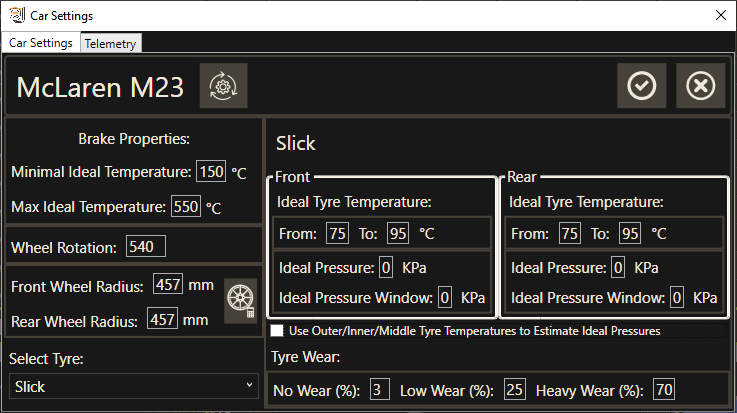 Car Settings
Car Settings Telemetry
McLaren M23
Brake Properties:
Minimal Ideal Temperature: 150 °C
Max Ideal Temperature: 550 °C
Wheel Rotation: 540
Front Wheel Radius: 457 mm
Rear Wheel Radius: 457 mm
Select Tyre:
Slick
Slick
Front
Ideal Tyre Temperature:
From: 75 To: 95 °C
Ideal Pressure: 0 KPa
Ideal Pressure Window: 0 KPa
Rear
Ideal Tyre Temperature:
From: 75 To: 95 °C
Ideal Pressure: 0 KPa
Ideal Pressure Window: 0 KPa
Use Outer/Inner/Middle Tyre Temperatures to Estimate Ideal Pressures
Tyre Wear:
No Wear (%): 3 Low Wear (%): 25 Heavy Wear (%): 70